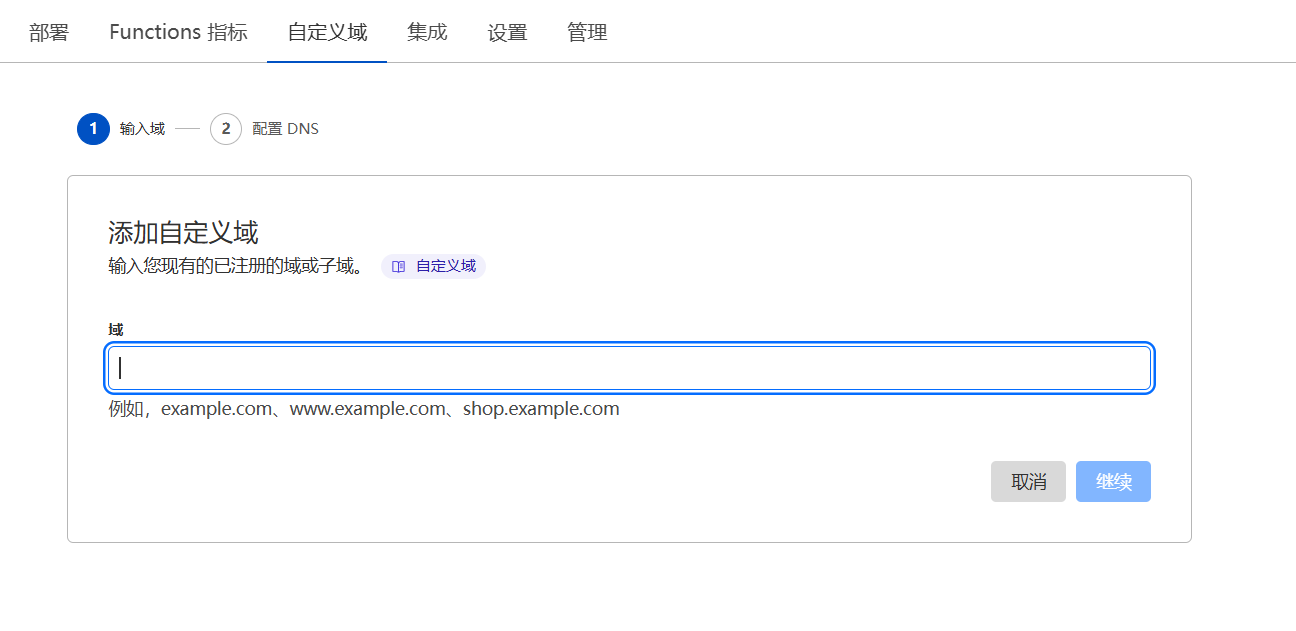 部署 Functions 指标 自定义域 集成 设置 管理
1 输入域 2 配置 DNS
添加自定义域
输入您现有的已注册的域或子域。 自定义域
域
例如，example.com、www.example.com、shop.example.com
取消 继续